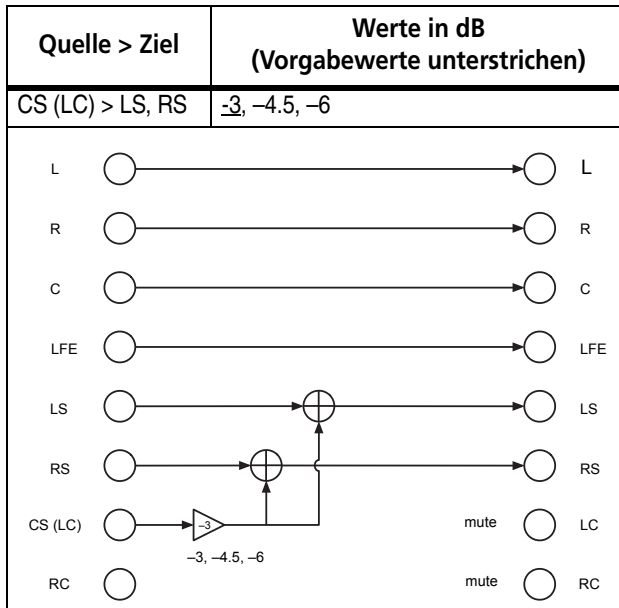 Quelle > Ziel
Werte in dB
(Vorgabewerte unterstrichen)
CS (LC) > LS, RS
-3, –4.5, –6
L
L
R
R
C
C
LFE
LFE
LS
LS
RS
RS
CS (LC)
–3
mute
LC
–3, –4.5, –6
RC
mute
RC